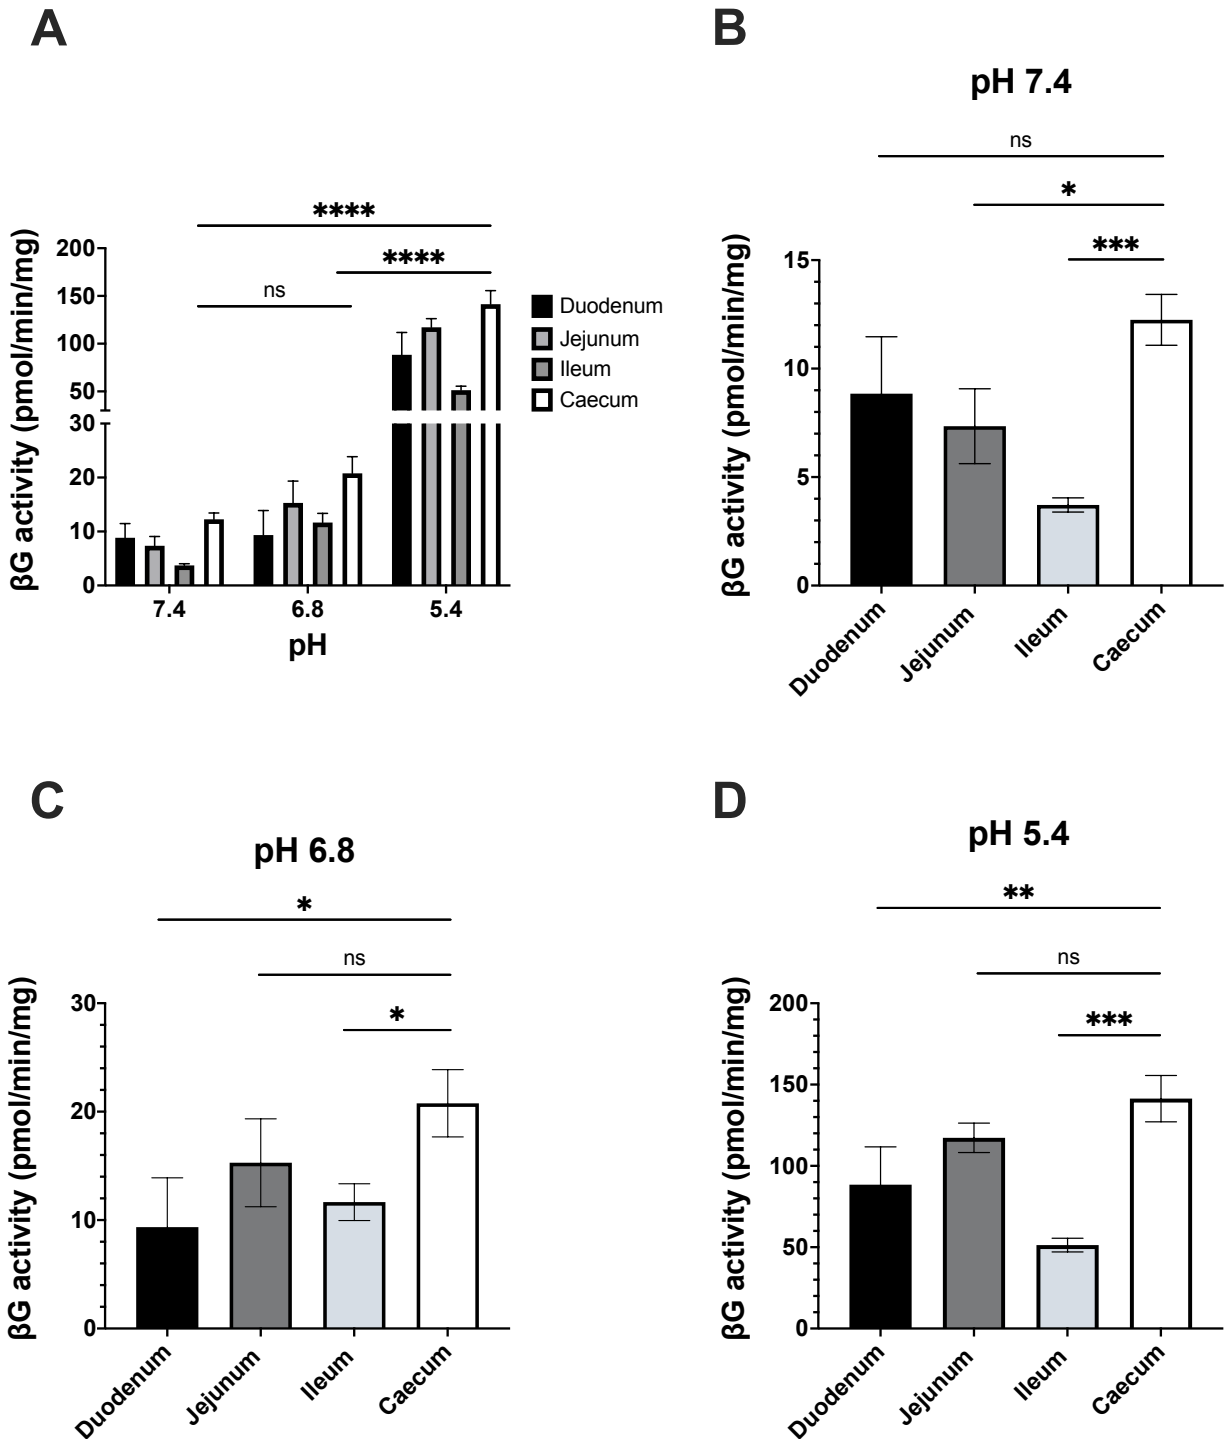 A
βG activity (pmol/min/mg)
200
150
100
50
30
20
10
0
****
****
ns
7.4
6.8
5.4
pH
Duodenum
Jejunum
Ileum
Caecum
B
pH 7.4
ns
*
***
βG activity (pmol/min/mg)
15
10
5
0
Duodenum
Jejunum
Ileum
Caecum
C
pH 6.8
*
ns
*
βG activity (pmol/min/mg)
30
20
10
0
Duodenum
Jejunum
Ileum
Caecum
D
pH 5.4
**
ns
***
βG activity (pmol/min/mg)
200
150
100
50
0
Duodenum
Jejunum
Ileum
Caecum